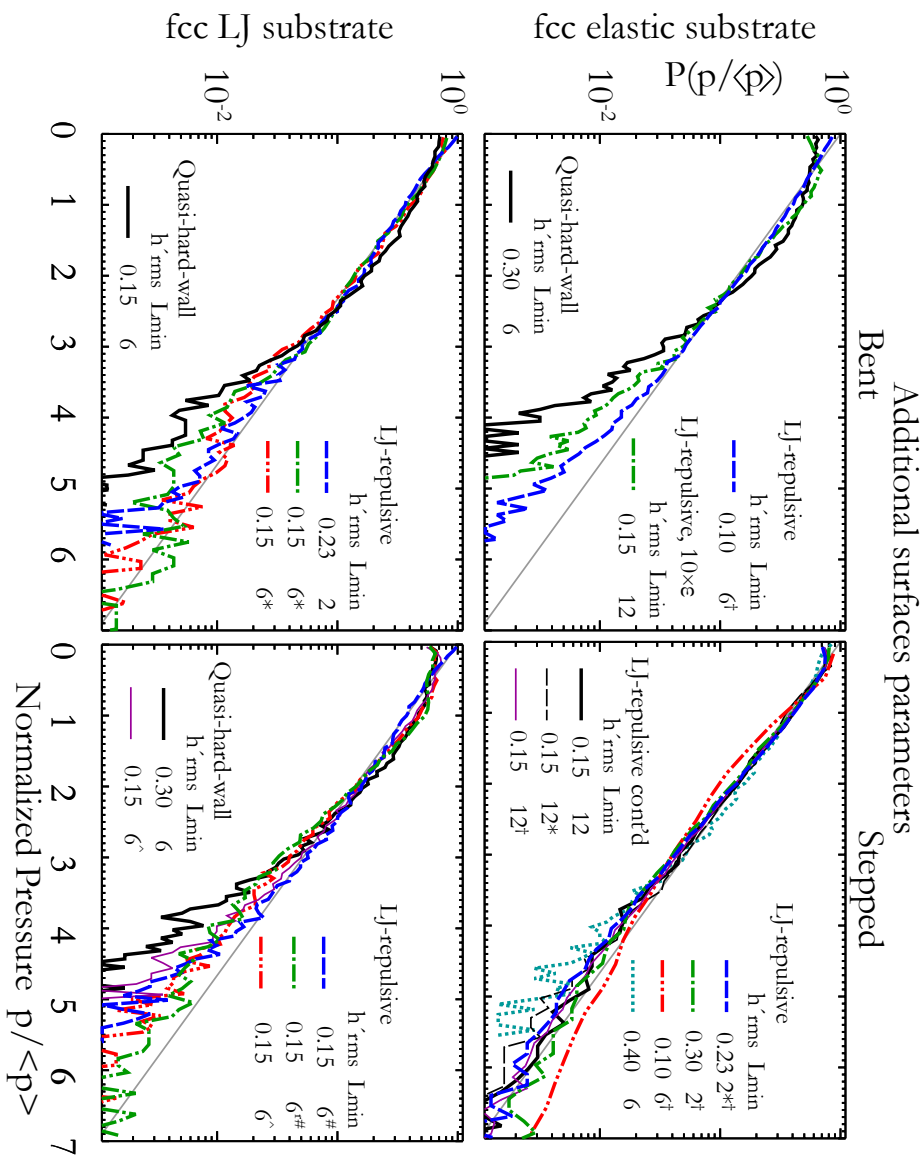 Additional surfaces parameters
Bent
Stepped
fcc elastic substrate
P(p/⟨p⟩)
10⁰
10⁻²
Quasi-hard-wall
h´rms Lmin
0.30 6
LJ-repulsive
h´rms Lmin
0.10 6†
LJ-repulsive, 10×ε
h´rms Lmin
0.15 12
LJ-repulsive cont'd
h´rms Lmin
0.15 12
0.15 12*
0.15 12†
LJ-repulsive
h´rms Lmin
0.23 2*†
0.30 2†
0.10 6†
0.40 6
fcc LJ substrate
10⁰
10⁻²
Quasi-hard-wall
h´rms Lmin
0.15 6
LJ-repulsive
h´rms Lmin
0.23 2
0.15 6*
0.15 6*
Quasi-hard-wall
h´rms Lmin
0.30 6
0.15 6^
LJ-repulsive
h´rms Lmin
0.15 6#
0.15 6r#
0.15 6^
0 1 2 3 4 5 6
0 1 2 3 4 5 6 7
Normalized Pressure p/<p>